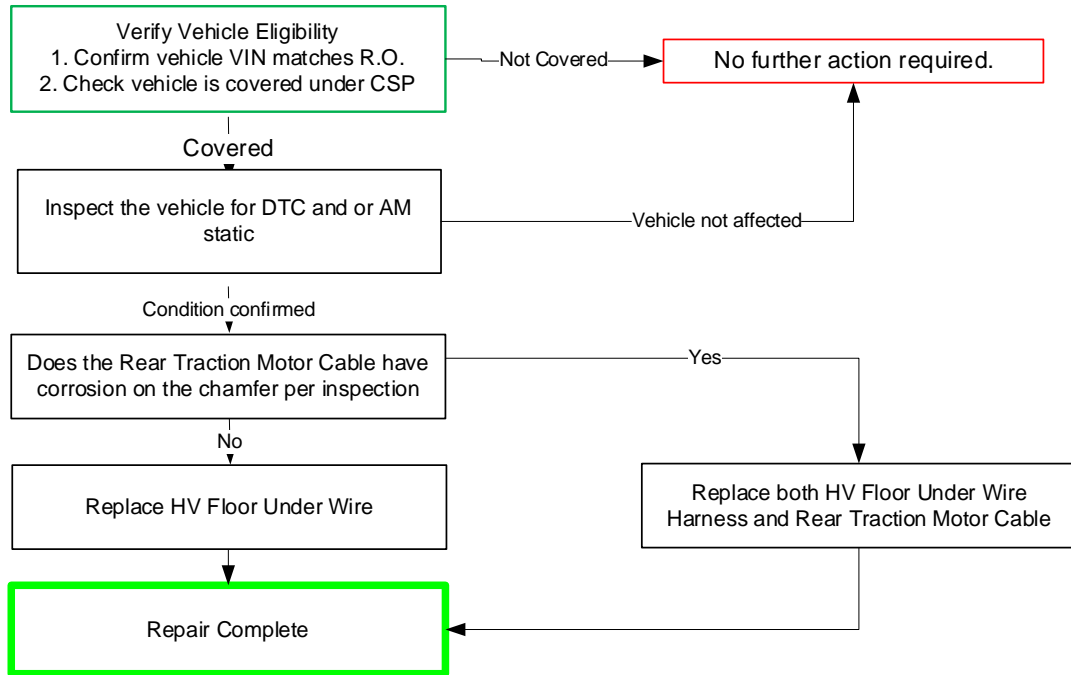 Verify Vehicle Eligibility
1. Confirm vehicle VIN matches R.O.
2. Check vehicle is covered under CSP
Not Covered
No further action required.
Covered
Inspect the vehicle for DTC and or AM
static
Vehicle not affected
Condition confirmed
Does the Rear Traction Motor Cable have
corrosion on the chamfer per inspection
Yes
No
Replace HV Floor Under Wire
Replace both HV Floor Under Wire
Harness and Rear Traction Motor Cable
Repair Complete